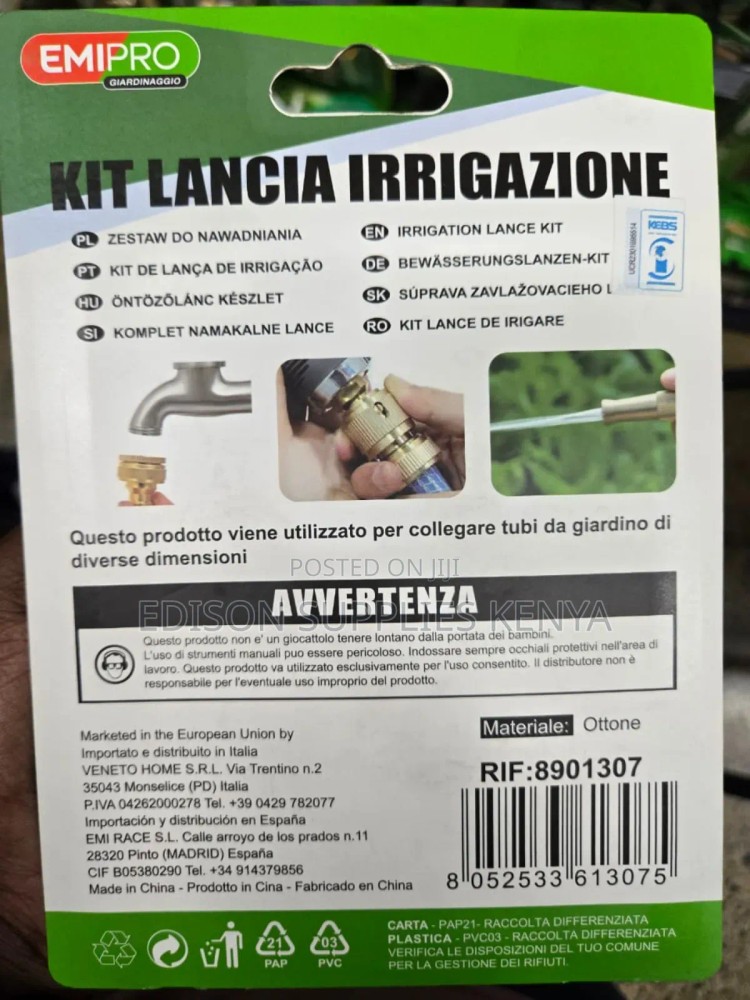 EMIPRO
GIARDINAGGIO
KIT LANCIA IRRIGAZIONE
PL ZESTAW DO NAWADNIANIA
PT KIT DE LANÇA DE IRRIGAÇÃO
HU ÖNTÖZŐLÁNC KÉSZLET
SI KOMPLET NAMAKALNE LANCE
EN IRRIGATION LANCE KIT
DE BEWÄSSERUNGSLANZEN-KIT
SK SÚPRAVA ZAVLAŽOVACIEHO
RO KIT LANCE DE IRIGARE
KEBS
Questo prodotto viene utilizzato per collegare tubi da giardino di
diverse dimensioni
POSTED ON JIJI
EDISON SUPPLIES KENYA
AVVERTENZA
Questo prodotto non e' un giocattolo tenere lontano dalla portata dei bambini.
L'uso di strumenti manuali puo essere pericoloso. Indossare sempre occhiali protettivi nell'area di
lavoro. Questo prodotto va utilizzato esclusivamente per l'uso consentito. Il distributore non è
responsabile per l'eventuale uso improprio del prodotto.
Marketed in the European Union by
Importato e distribuito in Italia
VENETO HOME S.R.L. Via Trentino n.2
35043 Monselice (PD) Italia
P.IVA 04262000278 Tel. +39 0429 782077
Importación y distribución en España
EMI RACE S.L. Calle arroyo de los prados n.11
28320 Pinto (MADRID) España
CIF B05380290 Tel. +34 914379856
Made in China - Prodotto in Cina - Fabricado en China
Materiale: Ottone
RIF:8901307
8 052533 613075
21
PAP
03
PVC
CARTA - PAP21- RACCOLTA DIFFERENZIATA
PLASTICA - PVC03 - RACCOLTA DIFFERENZIATA
VERIFICA LE DISPOSIZIONI DEL TUO COMUNE
PER LA GESTIONE DEI RIFIUTI.